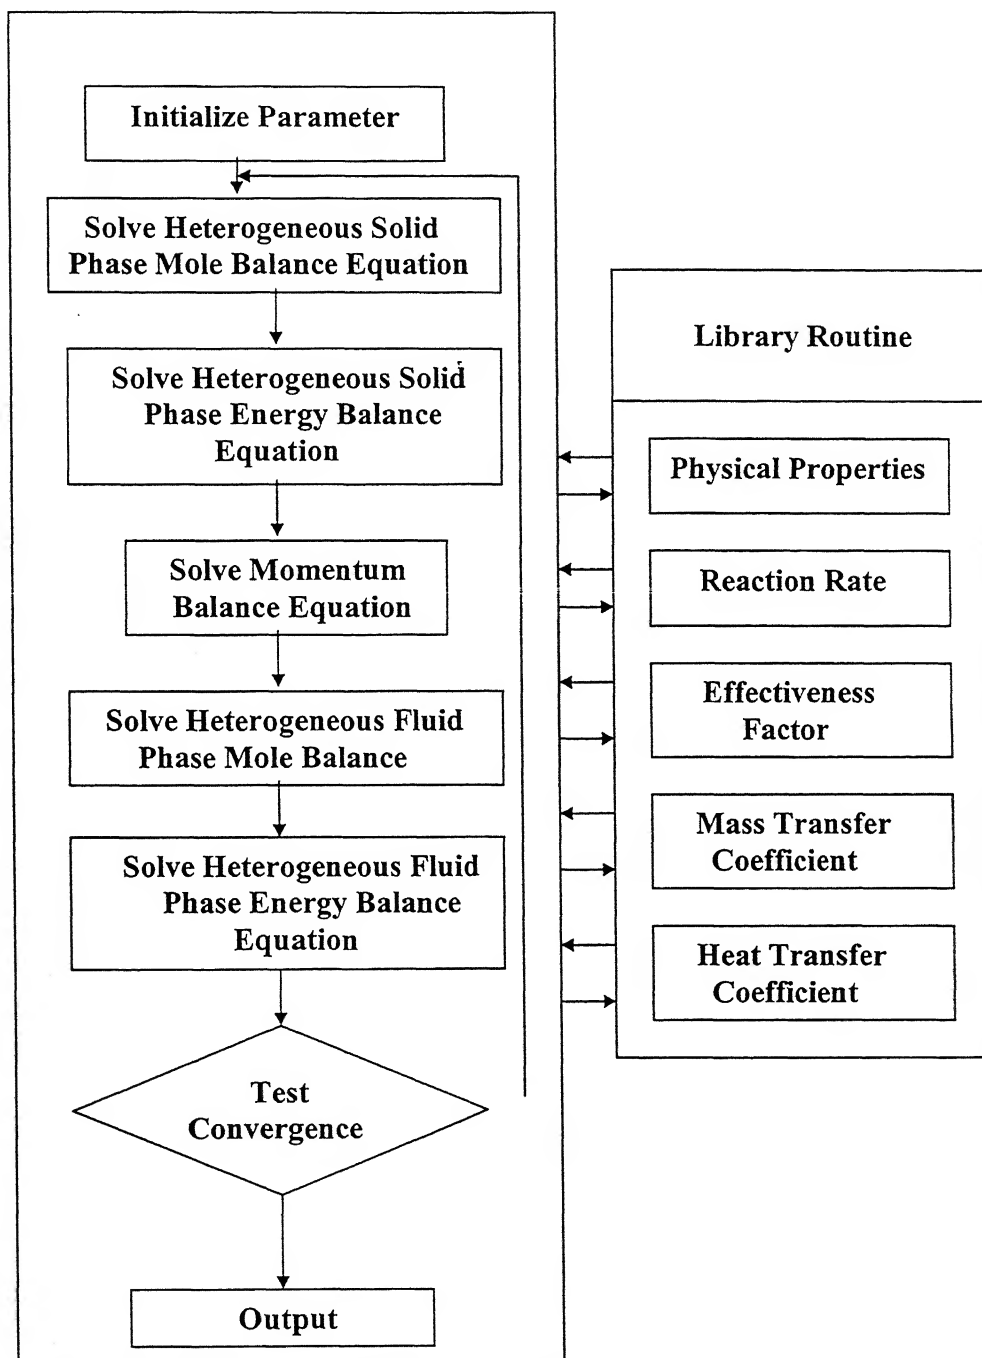 Initialize Parameter
Solve Heterogeneous Solid
Phase Mole Balance Equation
Solve Heterogeneous Solid
Phase Energy Balance
Equation
Solve Momentum
Balance Equation
Solve Heterogeneous Fluid
Phase Mole Balance
Solve Heterogeneous Fluid
Phase Energy Balance
Equation
Test
Convergence
Output
Library Routine
Physical Properties
Reaction Rate
Effectiveness
Factor
Mass Transfer
Coefficient
Heat Transfer
Coefficient